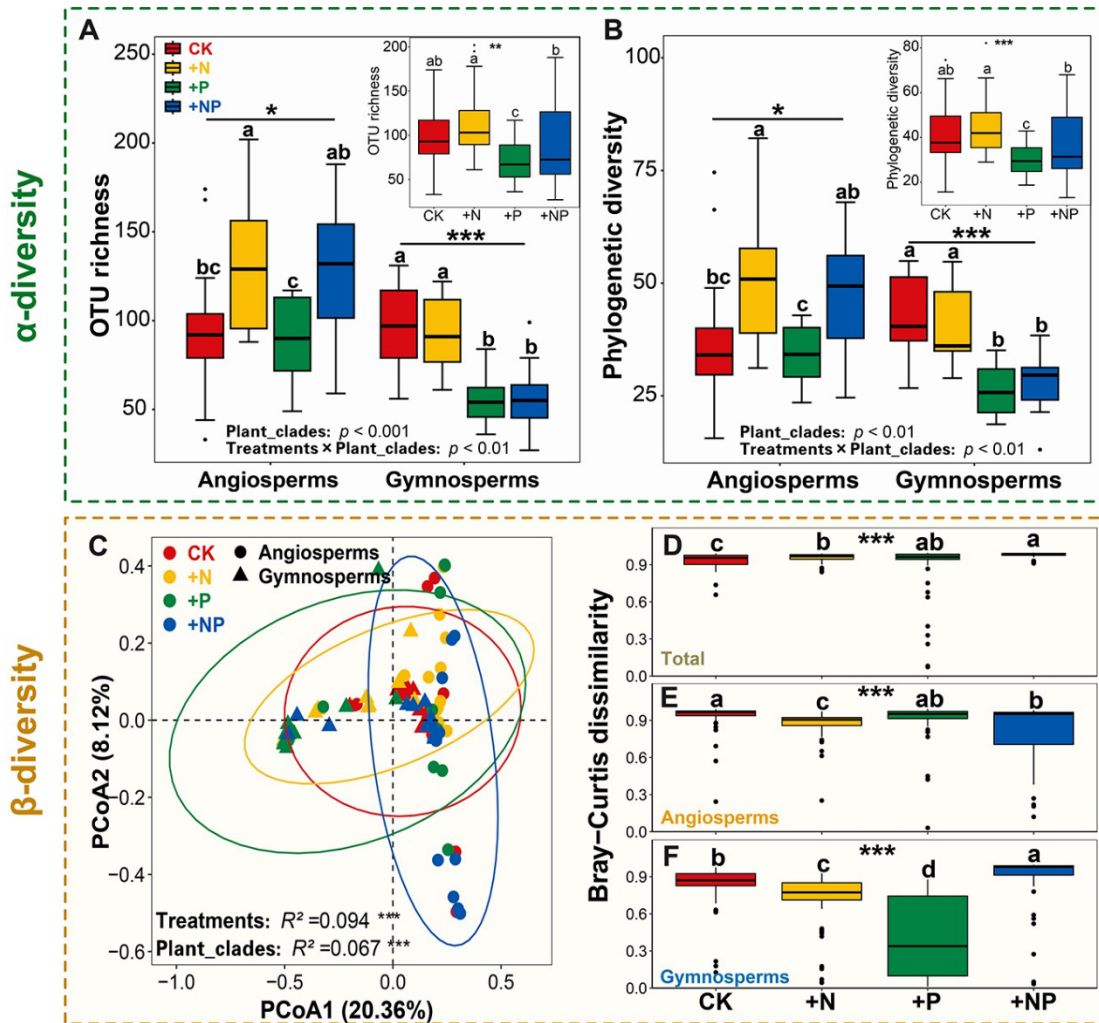 α-diversity
A
CK
+N
+P
+NP
OTU richness
250
200
150
100
50
*
bc
a
c
ab
***
a
a
b
b
OTU richness
200
150
100
50
**
ab
a
c
b
CK +N +P +NP
Plant_clades: p < 0.001
Treatments × Plant_clades: p < 0.01
Angiosperms Gymnosperms
B
Phylogenetic diversity
100
75
50
25
*
bc
a
c
ab
***
a
a
b
b
Phylogenetic diversity
80
60
40
20
***
ab
a
c
b
CK +N +P +NP
Plant_clades: p < 0.01
Treatments × Plant_clades: p < 0.01
Angiosperms Gymnosperms
β-diversity
C
CK
+N
+P
+NP
Angiosperms
Gymnosperms
PCoA2 (8.12%)
0.4
0.2
0.0
−0.2
−0.4
−0.6
Treatments: R² =0.094 ***
Plant_clades: R² =0.067 ***
−1.0 −0.5 0.0 0.5
PCoA1 (20.36%)
Bray−Curtis dissimilarity
D
c b *** ab a
0.9
0.6
0.3
0.0
Total
E
a c *** ab b
0.9
0.6
0.3
0.0
Angiosperms
F
b c *** d a
0.9
0.6
0.3
0.0
Gymnosperms
CK +N +P +NP